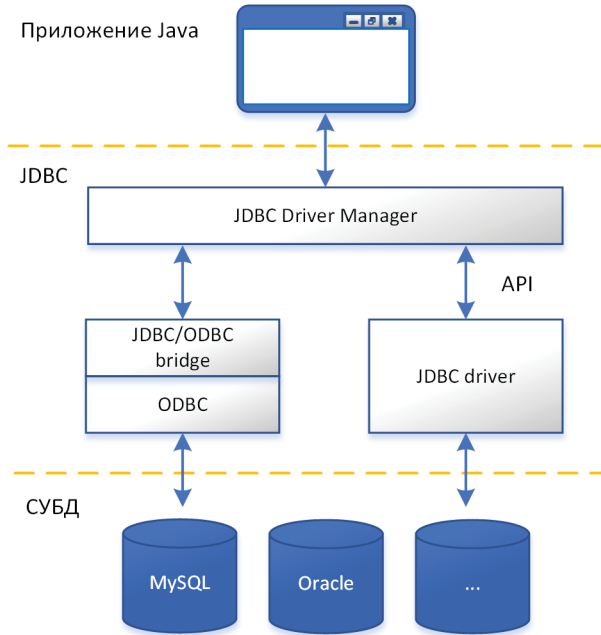 Приложение Java
JDBC
JDBC Driver Manager
API
JDBC/ODBC
bridge
ODBC
JDBC driver
СУБД
MySQL
Oracle
...